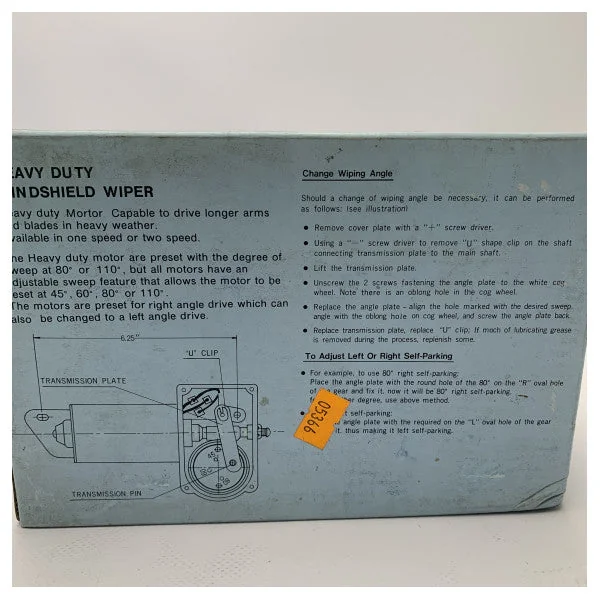 EAVY DUTY
INDSHIELD WIPER
eavy duty Mortor Capable to drive longer arms
d blades in heavy weather.
vailable in one speed or two speed.
he Heavy duty motor are preset with the degree of
weep at 80° or 110°, but all motors have an
djustable sweep feature that allows the motor to be
eset at 45°, 60°, 80° or 110°.
The motors are preset for right angle drive which can
also be changed to a left angle drive.
6.25"
"U" CLIP
TRANSMISSION PLATE
TRANSMISSION PIN
Change Wiping Angle
Should a change of wiping angle be necessary, it can be performed
as follows: (see illustration)
• Remove cover plate with a "+" screw driver.
• Using a "−" screw driver to remove "U" shape clip on the shaft
connecting transmission plate to the main shaft.
• Lift the transmission plate.
• Unscrew the 2 screws fastening the angle plate to the white cog
wheel. Note there is an oblong hole in the cog wheel.
• Replace the angle plate - align the hole marked with the desired sweep
angle with the oblong hole on cog wheel, and screw the angle plate back.
• Replace transmission plate, replace "U" clip; If moch of lubricating grease
is removed during the process, replenish some.
To Adjust Left Or Right Self-Parking
• For example, to use 80° right self-parking:
Place the angle plate with the round hole of the 80° on the "R" oval hole
of gear and fix it. now it will be 80° right self-parking.
er degree, use above method.
self-parking:
angle plate with the required on the "L" oval hole of the gear
it. thus making it left self-parking.
05366